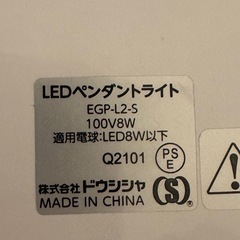 LEDペンダントライト
EGP-L2-S
100V8W
適用電球:LED8W以下
Q2101
PS
E
株式会社ドウシシャ
(S)®
MADE IN CHINA